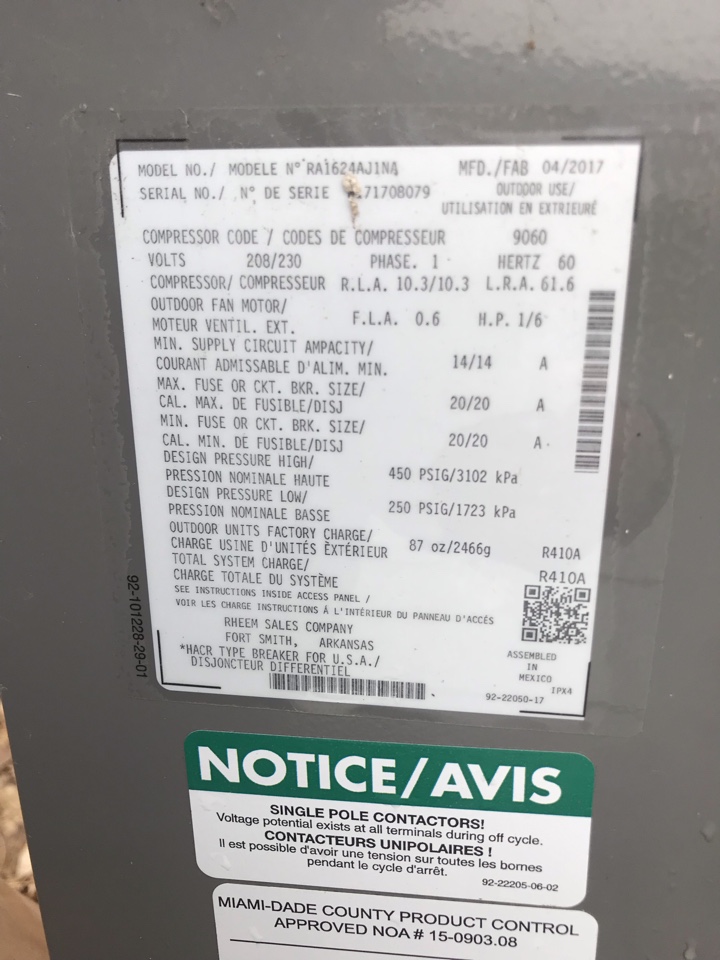 MODEL NO./ MODELE N° RA1624AJ1NA MFD./FAB 04/2017
SERIAL NO./ N° DE SERIE 71708079 OUTDOOR USE/
UTILISATION EN EXTRIEURÉ
COMPRESSOR CODE / CODES DE COMPRESSEUR 9060
VOLTS 208/230 PHASE. 1 HERTZ 60
COMPRESSOR/ COMPRESSEUR R.L.A. 10.3/10.3 L.R.A. 61.6
OUTDOOR FAN MOTOR/
MOTEUR VENTIL. EXT. F.L.A. 0.6 H.P. 1/6
MIN. SUPPLY CIRCUIT AMPACITY/
COURANT ADMISSABLE D'ALIM. MIN. 14/14 A
MAX. FUSE OR CKT. BKR. SIZE/
CAL. MAX. DE FUSIBLE/DISJ 20/20 A
MIN. FUSE OR CKT. BRK. SIZE/
CAL. MIN. DE FUSIBLE/DISJ 20/20 A
DESIGN PRESSURE HIGH/
PRESSION NOMINALE HAUTE 450 PSIG/3102 kPa
DESIGN PRESSURE LOW/
PRESSION NOMINALE BASSE 250 PSIG/1723 kPa
OUTDOOR UNITS FACTORY CHARGE/
CHARGE USINE D'UNITÉS ÈXTÉRIEUR 87 oz/2466g R410A
TOTAL SYSTEM CHARGE/
CHARGE TOTALE DU SYSTÈME R410A
SEE INSTRUCTIONS INSIDE ACCESS PANEL /
VOIR LES CHARGE INSTRUCTIONS Á L'INTÉRIEUR DU PANNEAU D'ACCÉS
RHEEM SALES COMPANY
FORT SMITH, ARKANSAS
*HACR TYPE BREAKER FOR U.S.A./
DISJONCTEUR DIFFERENTIEL
ASSEMBLED
IN
MEXICO
IPX4
92-22050-17
92-101228-29-01
NOTICE/AVIS
SINGLE POLE CONTACTORS!
Voltage potential exists at all terminals during off cycle.
CONTACTEURS UNIPOLAIRES !
Il est possible d'avoir une tension sur toutes les bornes
pendant le cycle d'arrêt.
92-22205-06-02
MIAMI-DADE COUNTY PRODUCT CONTROL
APPROVED NOA # 15-0903.08